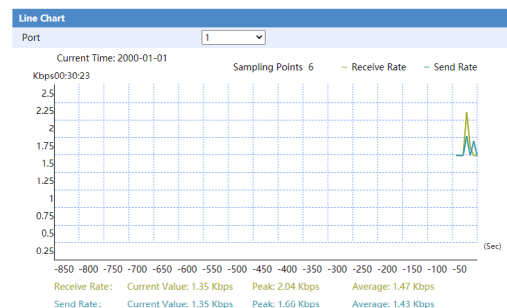 Line Chart
Port 1
Current Time: 2000-01-01
Sampling Points 6 ~ Receive Rate ~ Send Rate
Kbps00:30:23
2.5
2.25
2
1.75
1.5
1.25
1
0.75
0.5
0.25
(Sec)
-850 -800 -750 -700 -650 -600 -550 -500 -450 -400 -350 -300 -250 -200 -150 -100 -50
Receive Rate: Current Value: 1.35 Kbps Peak: 2.04 Kbps Average: 1.47 Kbps
Send Rate: Current Value: 1.35 Kbps Peak: 1.66 Kbps Average: 1.43 Kbps